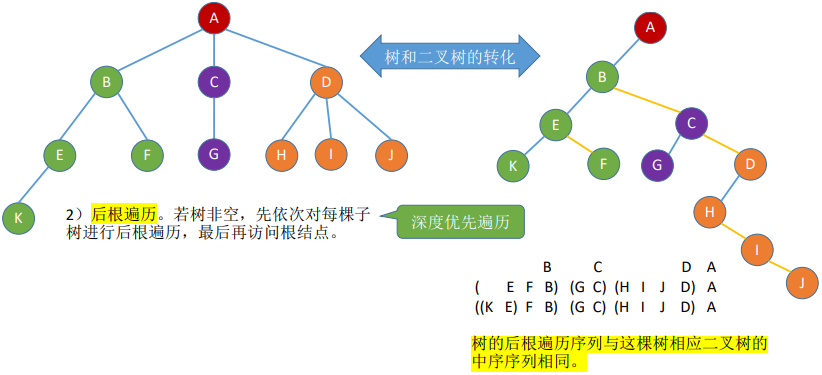 A
树和二叉树的转化
A
B
C
D
B
E
F
G
H
I
J
E
C
K
F
G
D
K
H
I
J
2）后根遍历。若树非空，先依次对每棵子
树进行后根遍历，最后再访问根结点。
深度优先遍历
B C D A
( E F B) (G C) (H I J D) A
((K E) F B) (G C) (H I J D) A
树的后根遍历序列与这棵树相应二叉树的
中序序列相同。